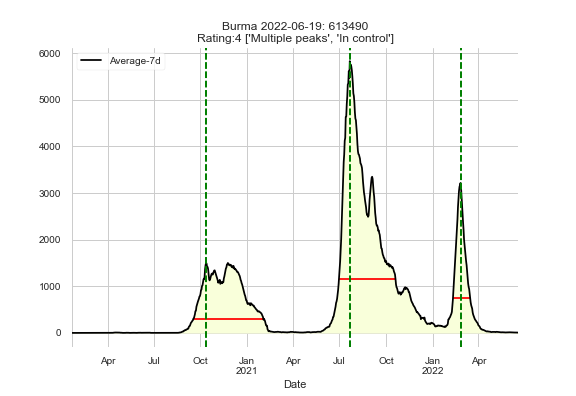 Burma 2022-06-19: 613490
Rating:4 ['Multiple peaks', 'In control']
Average-7d
6000
5000
4000
3000
2000
1000
0
Apr Jul Oct Jan Apr Jul Oct Jan Apr
2021 2022
Date